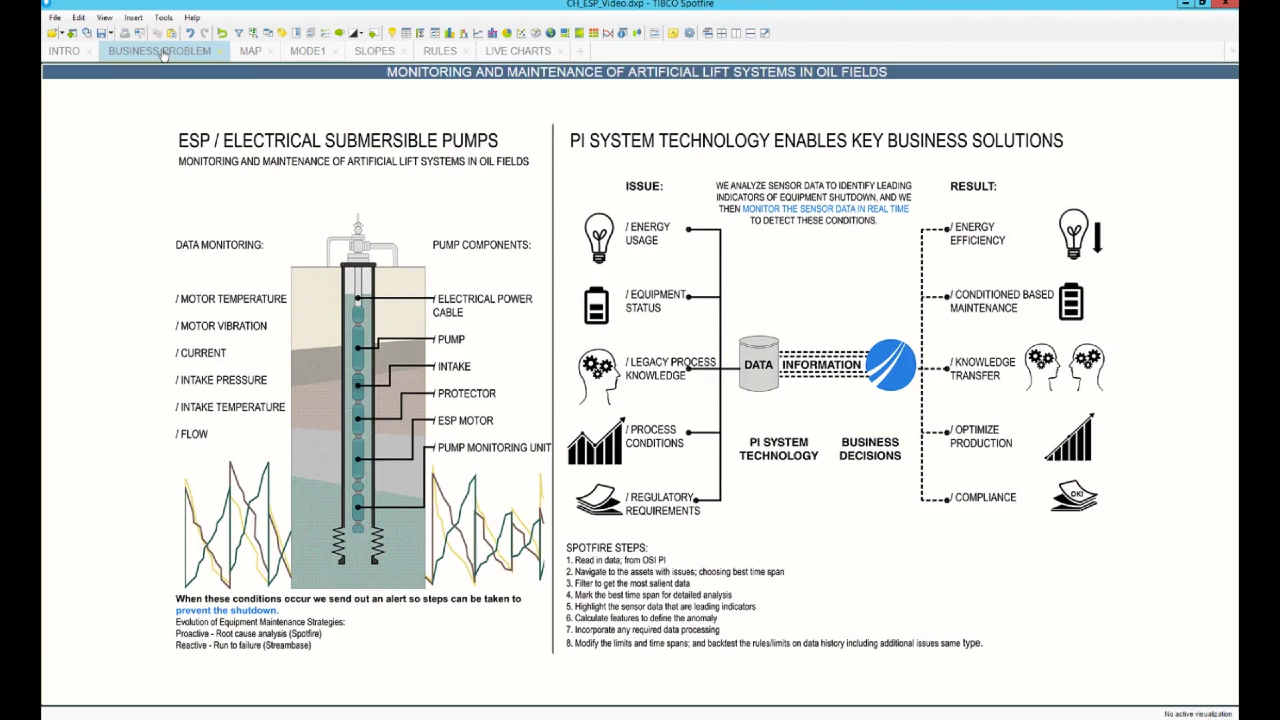 CH_ESP_Video.dxp - TIBCO Spotfire
File Edit View Insert Tools Help
INTRO BUSINESS PROBLEM MAP MODE1 SLOPES RULES LIVE CHARTS
MONITORING AND MAINTENANCE OF ARTIFICIAL LIFT SYSTEMS IN OIL FIELDS
ESP / ELECTRICAL SUBMERSIBLE PUMPS
MONITORING AND MAINTENANCE OF ARTIFICIAL LIFT SYSTEMS IN OIL FIELDS
DATA MONITORING:
/ MOTOR TEMPERATURE
/ MOTOR VIBRATION
/ CURRENT
/ INTAKE PRESSURE
/ INTAKE TEMPERATURE
/ FLOW
PUMP COMPONENTS:
/ ELECTRICAL POWER
CABLE
/ PUMP
/ INTAKE
/ PROTECTOR
/ ESP MOTOR
/ PUMP MONITORING UNIT
When these conditions occur we send out an alert so steps can be taken to
prevent the shutdown.
Evolution of Equipment Maintenance Strategies:
Proactive - Root cause analysis (Spotfire)
Reactive - Run to failure (Streambase)
PI SYSTEM TECHNOLOGY ENABLES KEY BUSINESS SOLUTIONS
ISSUE:
/ ENERGY
USAGE
/ EQUIPMENT
STATUS
/ LEGACY PROCESS
KNOWLEDGE
/ PROCESS
CONDITIONS
/ REGULATORY
REQUIREMENTS
WE ANALYZE SENSOR DATA TO IDENTIFY LEADING
INDICATORS OF EQUIPMENT SHUTDOWN, AND WE
THEN MONITOR THE SENSOR DATA IN REAL TIME
TO DETECT THESE CONDITIONS.
DATA INFORMATION
PI SYSTEM
TECHNOLOGY
BUSINESS
DECISIONS
RESULT:
/ ENERGY
EFFICIENCY
/ CONDITIONED BASED
MAINTENANCE
/ KNOWLEDGE
TRANSFER
/ OPTIMIZE
PRODUCTION
/ COMPLIANCE
OK!
SPOTFIRE STEPS:
1. Read in data; from OSI PI
2. Navigate to the assets with issues; choosing best time span
3. Filter to get the most salient data
4. Mark the best time span for detailed analysis
5. Highlight the sensor data that are leading indicators
6. Calculate features to define the anomaly
7. Incorporate any required data processing
8. Modify the limits and time spans; and backtest the rules/limits on data history including additional issues same type.
No active visualization